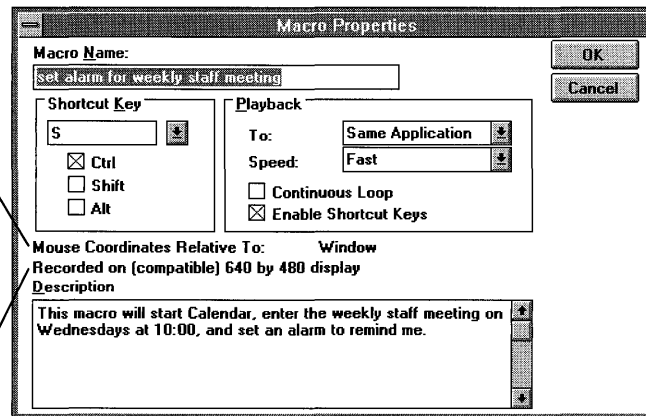 Macro Properties
Macro Name:
set alarm for weekly staff meeting
OK
Cancel
Shortcut Key
S
Ctrl
Shift
Alt
Playback
To: Same Application
Speed: Fast
Continuous Loop
Enable Shortcut Keys
Mouse Coordinates Relative To: Window
Recorded on (compatible) 640 by 480 display
Description
This macro will start Calendar, enter the weekly staff meeting on
Wednesdays at 10:00, and set an alarm to remind me.